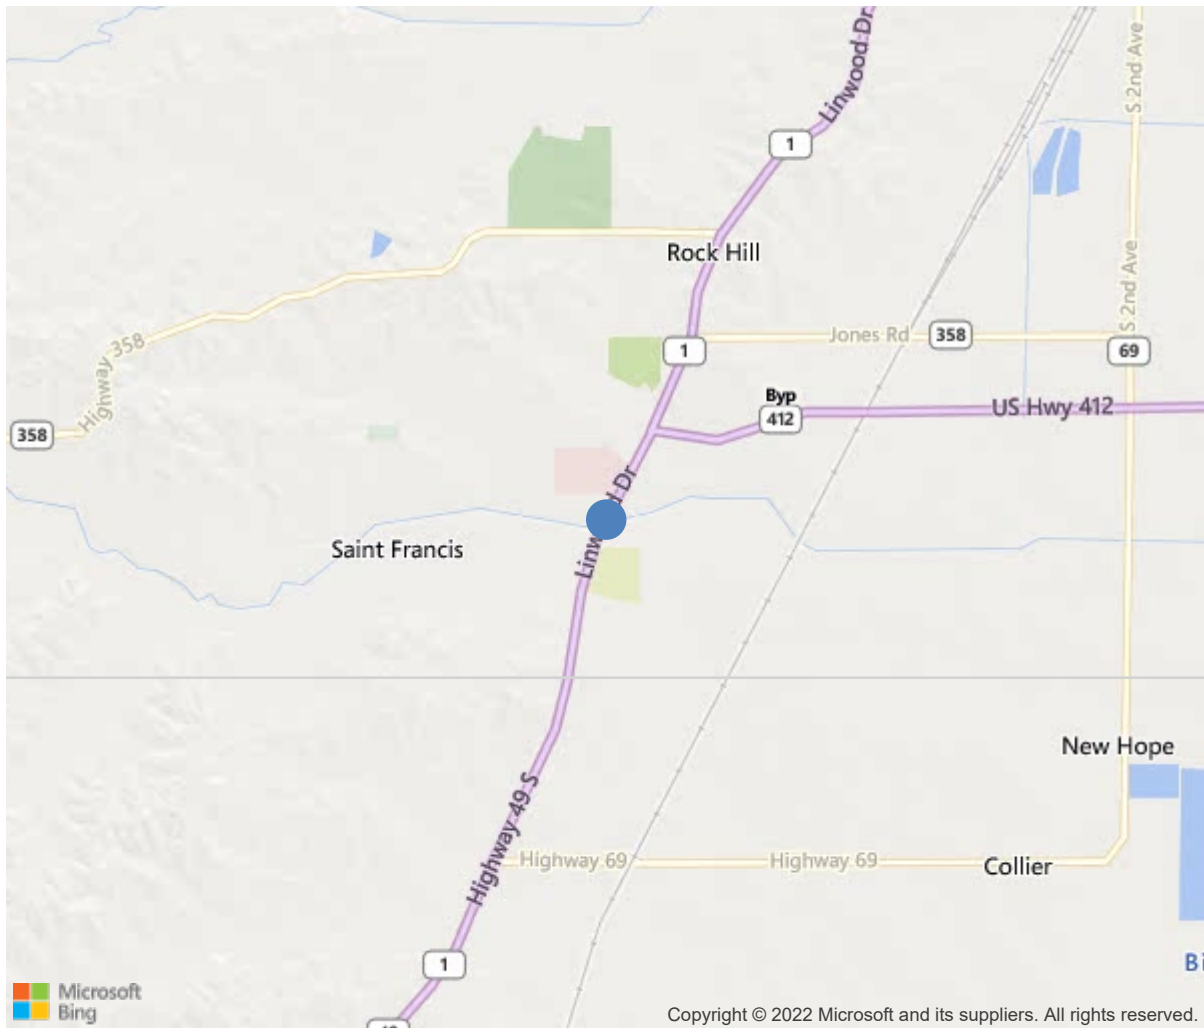 Linwood Dr
1
S 2nd Ave
Rock Hill
S 2nd Ave
Highway 358
Jones Rd
358
1
69
Byp
412
US Hwy 412
358
Linwood Dr
Saint Francis
New Hope
Highway 49 S
Highway 69
Highway 69
Collier
1
Bi
Microsoft
Bing
Copyright © 2022 Microsoft and its suppliers. All rights reserved.